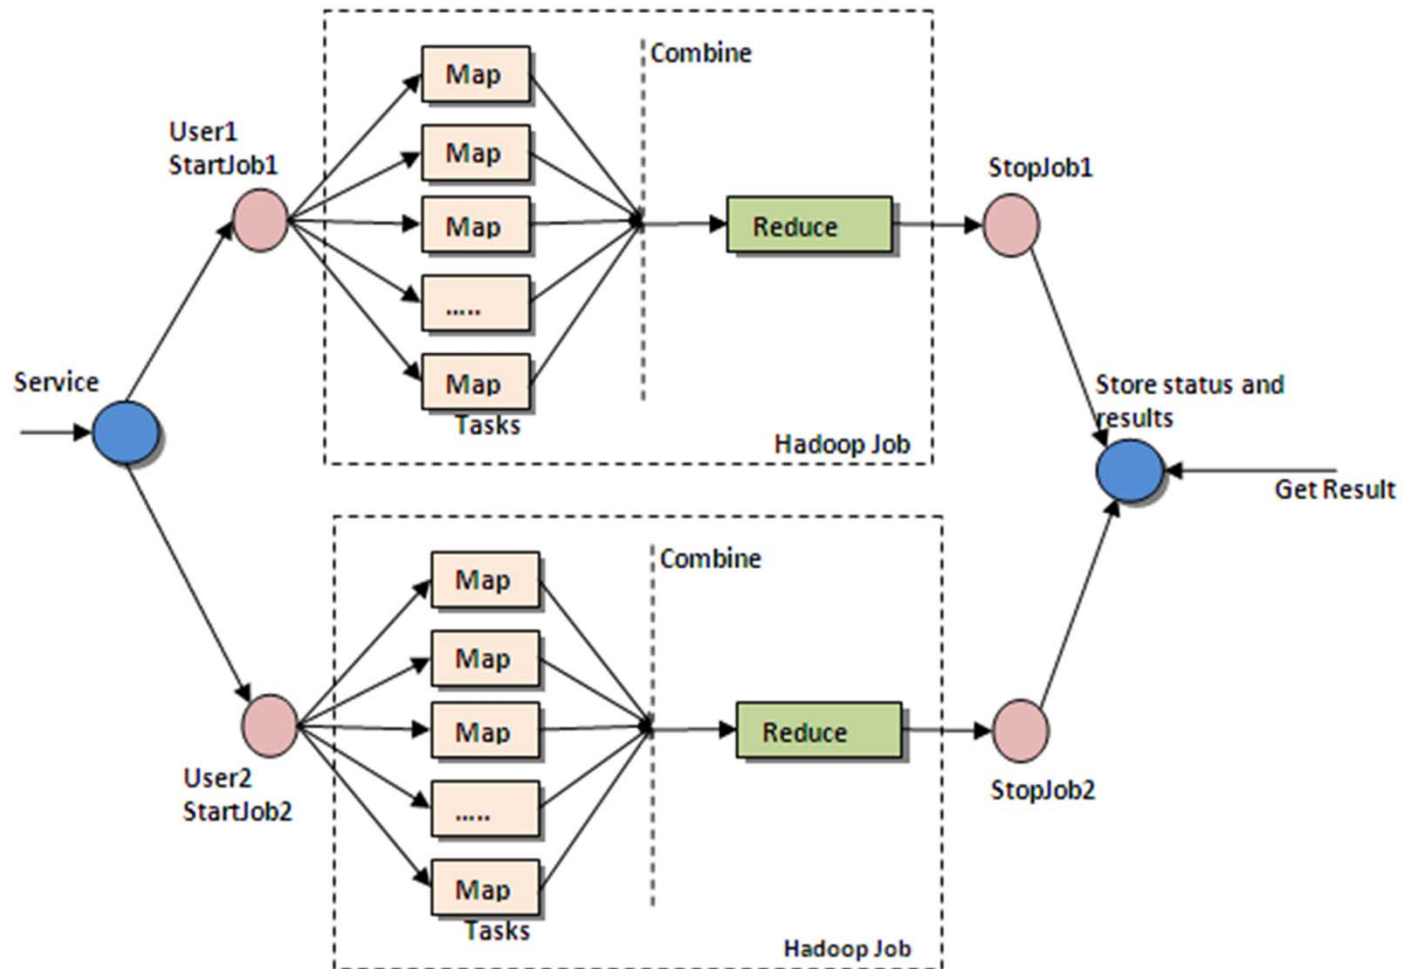 Combine
Map
User1
StartJob1
Map
StopJob1
Map
Reduce
.....
Service
Map
Store status and
results
Tasks
Hadoop Job
Get Result
Combine
Map
Map
Map
Reduce
User2
StartJob2
StopJob2
.....
Map
Tasks
Hadoop Job